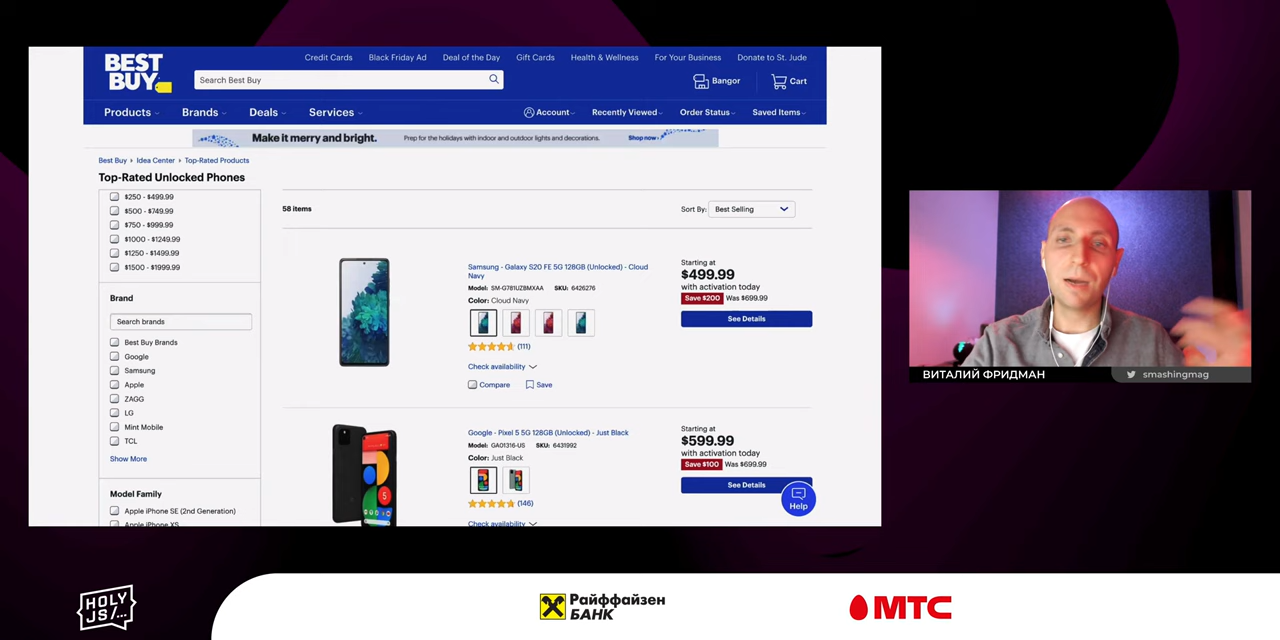 BEST
BUY
Credit Cards
Black Friday Ad
Deal of the Day
Gift Cards
Health & Wellness
For Your Business
Donate to St. Jude
Search Best Buy
Bangor
Cart
Products
Brands
Deals
Services
Account
Recently Viewed
Order Status
Saved Items
Make it merry and bright.
Prep for the holidays with indoor and outdoor lights and decorations.
Shop now
Best Buy
Idea Center
Top-Rated Products
Top-Rated Unlocked Phones
$250 - $499.99
$500 - $749.99
$750 - $999.99
$1000 - $1249.99
$1250 - $1499.99
$1500 - $1999.99
Brand
Search brands
Best Buy Brands
Google
Samsung
Apple
ZAGG
LG
Mint Mobile
TCL
Show More
Model Family
Apple iPhone SE (2nd Generation)
Apple iPhone XS
58 items
Sort By: Best Selling
Samsung - Galaxy S20 FE 5G 128GB (Unlocked) - Cloud
Navy
Model: SM-G781UZBMXAA SKU: 6426276
Color: Cloud Navy
(111)
Check availability
Compare
Save
Starting at
$499.99
with activation today
Save $200 Was $699.99
See Details
Google - Pixel 5 5G 128GB (Unlocked) - Just Black
Model: GA01316-US SKU: 6431992
Color: Just Black
(146)
Check availability
Starting at
$599.99
with activation today
Save $100 Was $699.99
See Details
Help
ВИТАЛИЙ ФРИДМАН
smashingmag
HOLY
JS/...
Райффайзен
БАНК
МТС